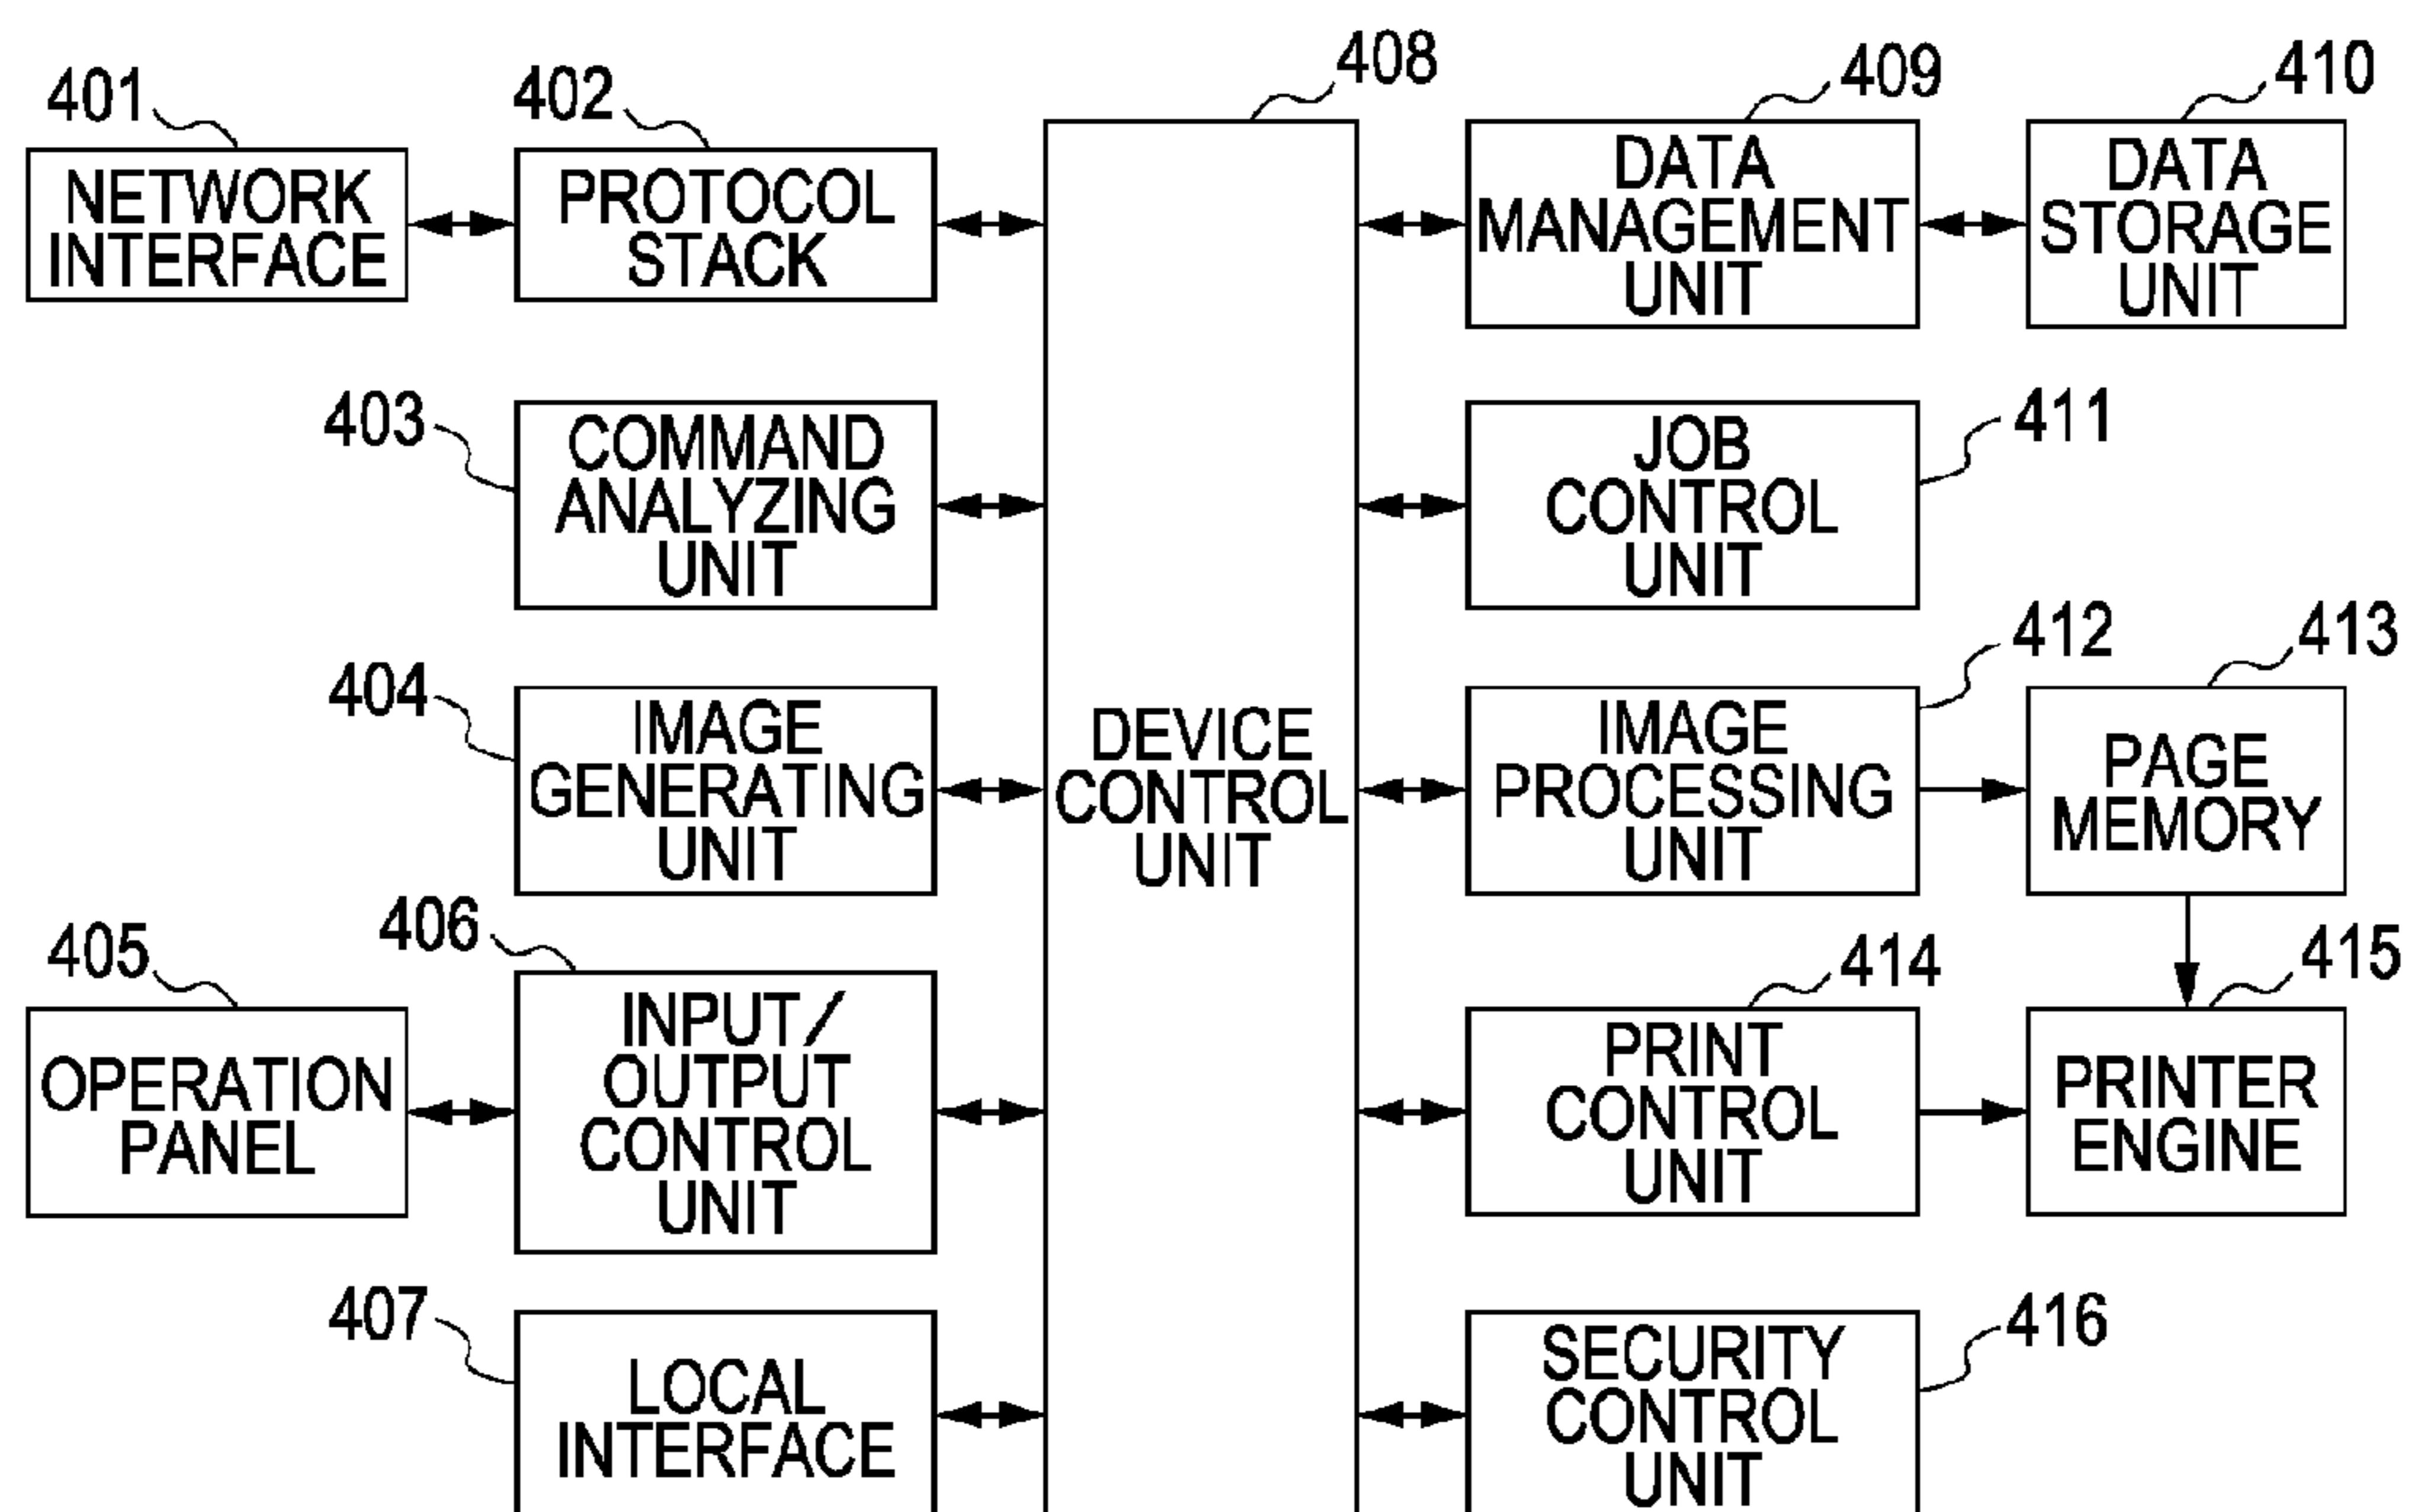 401
NETWORK
INTERFACE
402
PROTOCOL
STACK
403
COMMAND
ANALYZING
UNIT
404
IMAGE
GENERATING
UNIT
405
OPERATION
PANEL
406
INPUT/
OUTPUT
CONTROL
UNIT
407
LOCAL
INTERFACE
408
DEVICE
CONTROL
UNIT
409
DATA
MANAGEMENT
UNIT
410
DATA
STORAGE
UNIT
411
JOB
CONTROL
UNIT
412
IMAGE
PROCESSING
UNIT
413
PAGE
MEMORY
414
PRINT
CONTROL
UNIT
415
PRINTER
ENGINE
416
SECURITY
CONTROL
UNIT